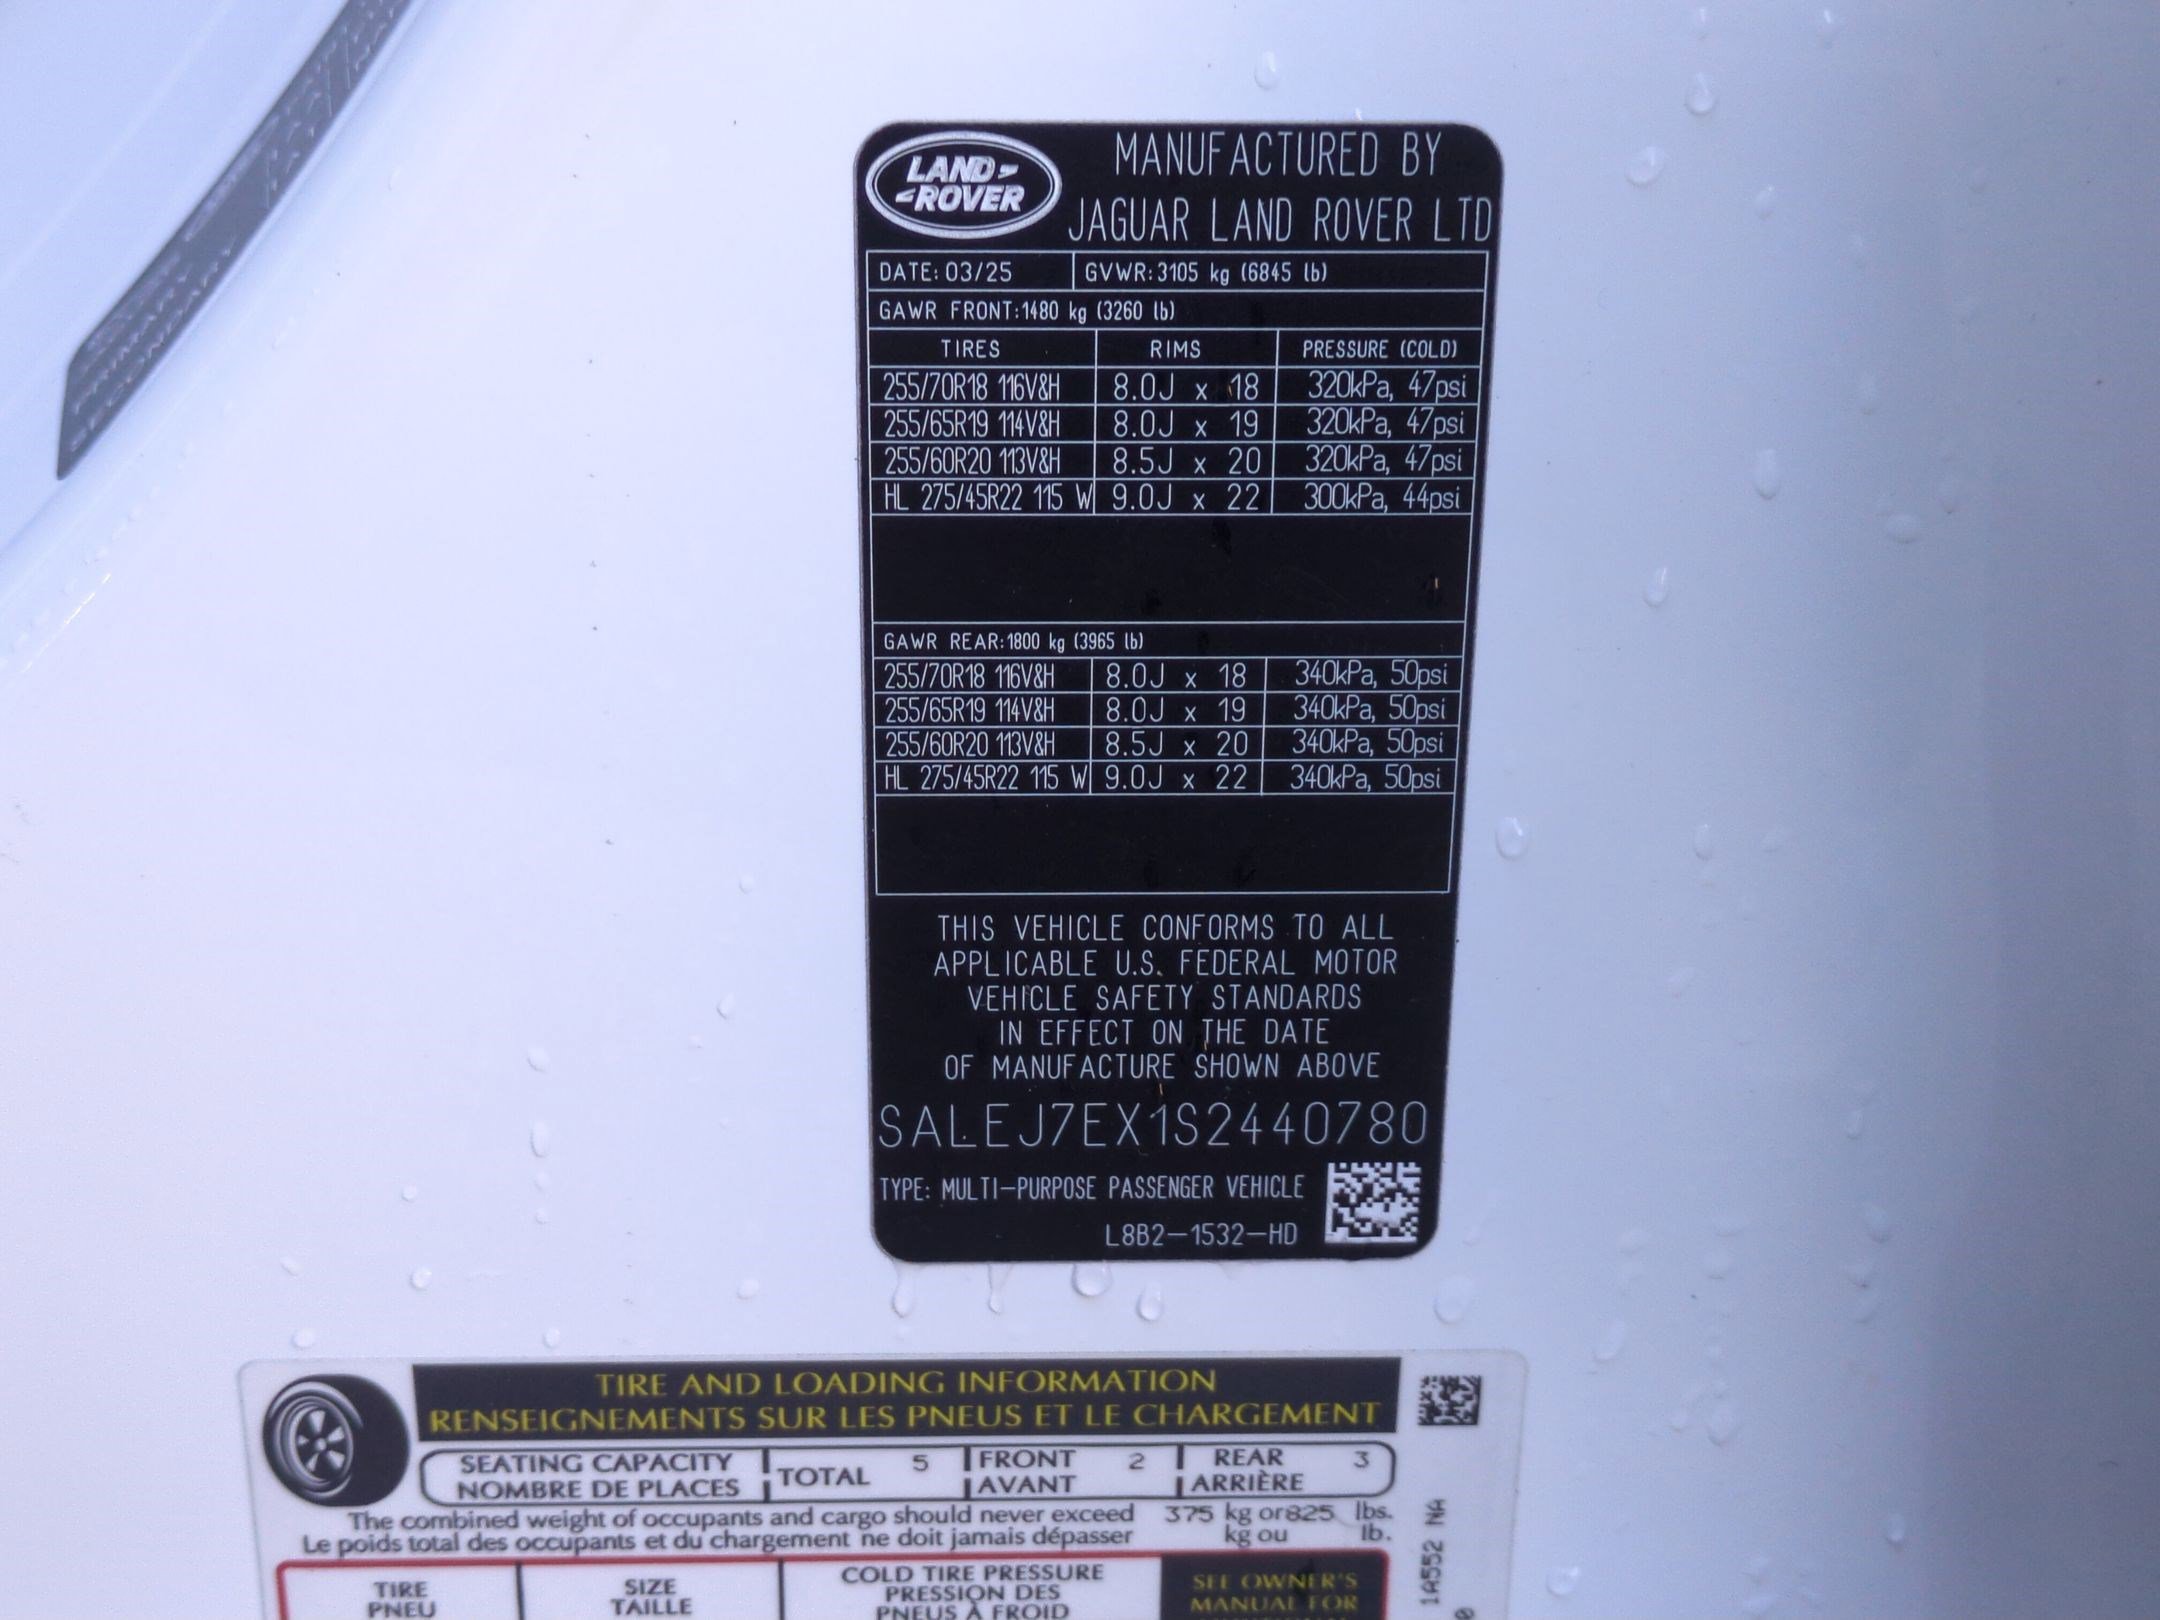 LAND
ROVER
MANUFACTURED BY
JAGUAR LAND ROVER LTD
DATE: 03/25 GVWR: 3105 kg (6845 lb)
GAWR FRONT: 1480 kg (3260 lb)
TIRES RIMS PRESSURE (COLD)
255/70R18 116V&H 8.0J x 18 320kPa, 47psi
255/65R19 114V&H 8.0J x 19 320kPa, 47psi
255/60R20 113V&H 8.5J x 20 320kPa, 47psi
HL 275/45R22 115 W 9.0J x 22 300kPa, 44psi
GAWR REAR: 1800 kg (3965 lb)
255/70R18 116V&H 8.0J x 18 340kPa, 50psi
255/65R19 114V&H 8.0J x 19 340kPa, 50psi
255/60R20 113V&H 8.5J x 20 340kPa, 50psi
HL 275/45R22 115 W 9.0J x 22 340kPa, 50psi
THIS VEHICLE CONFORMS TO ALL
APPLICABLE U.S. FEDERAL MOTOR
VEHICLE SAFETY STANDARDS
IN EFFECT ON THE DATE
OF MANUFACTURE SHOWN ABOVE
SALEJ7EX1S2440780
TYPE: MULTI-PURPOSE PASSENGER VEHICLE
L8B2-1532-HD
TIRE AND LOADING INFORMATION
RENSEIGNEMENTS SUR LES PNEUS ET LE CHARGEMENT
SEATING CAPACITY TOTAL 5 FRONT 2 REAR 3
NOMBRE DE PLACES AVANT ARRIÈRE
The combined weight of occupants and cargo should never exceed 375 kg or 825 lbs.
Le poids total des occupants et du chargement ne doit jamais dépasser kg ou lb.
TIRE SIZE COLD TIRE PRESSURE SEE OWNER'S
PNEU TAILLE PRESSION DES MANUAL FOR
PNEUS À FROID
1A552 NA
PRIMARY
SECONDARY